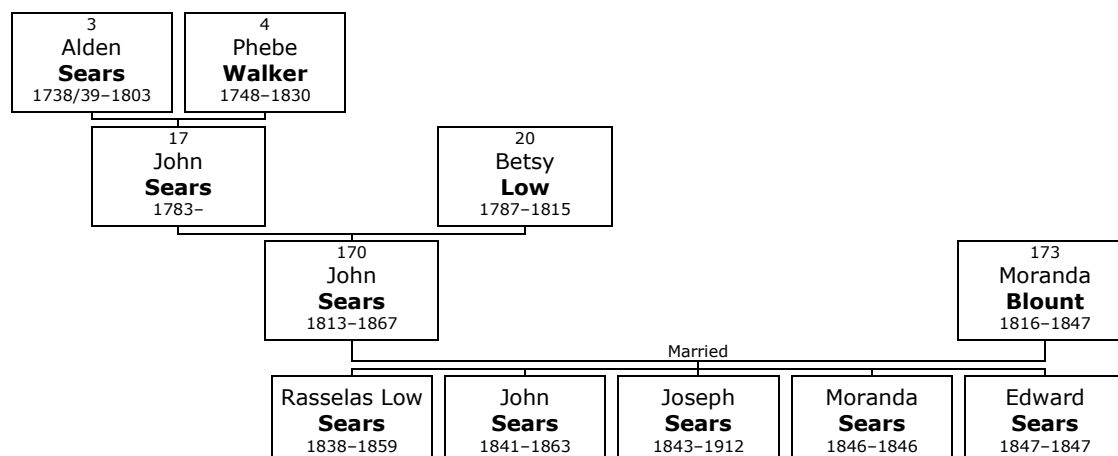 3
Alden
Sears
1738/39–1803
4
Phebe
Walker
1748–1830
17
John
Sears
1783–
20
Betsy
Low
1787–1815
170
John
Sears
1813–1867
173
Moranda
Blount
1816–1847
Married
Rasselas Low
Sears
1838–1859
John
Sears
1841–1863
Joseph
Sears
1843–1912
Moranda
Sears
1846–1846
Edward
Sears
1847–1847